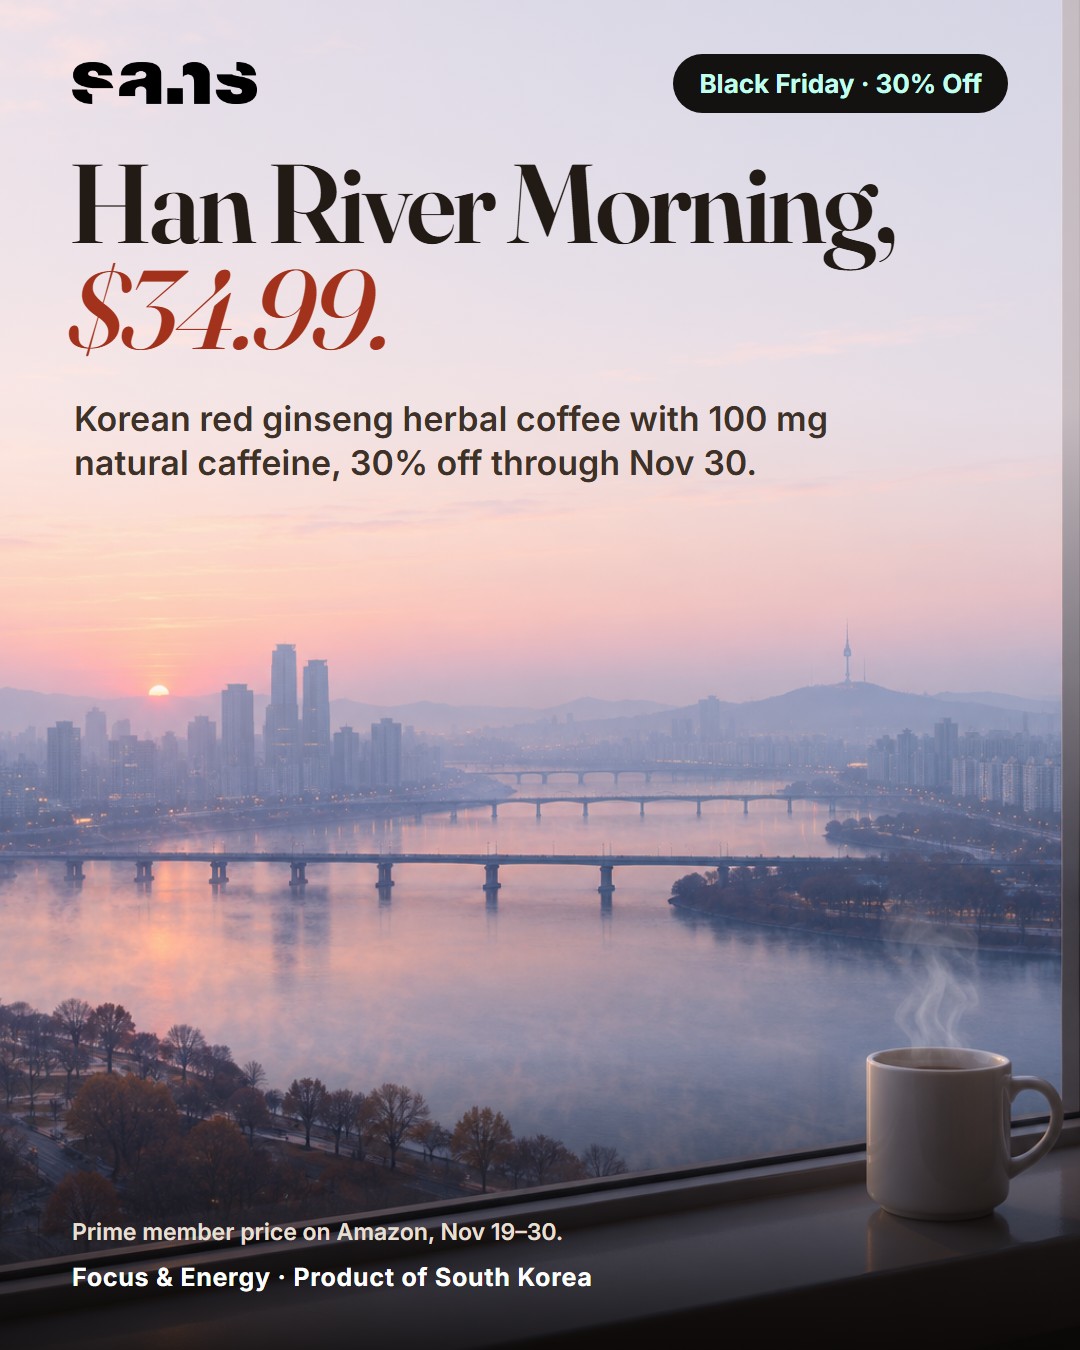 sans
Black Friday · 30% Off
Han River Morning,
$34.99.
Korean red ginseng herbal coffee with 100 mg
natural caffeine, 30% off through Nov 30.
Prime member price on Amazon, Nov 19–30.
Focus & Energy · Product of South Korea